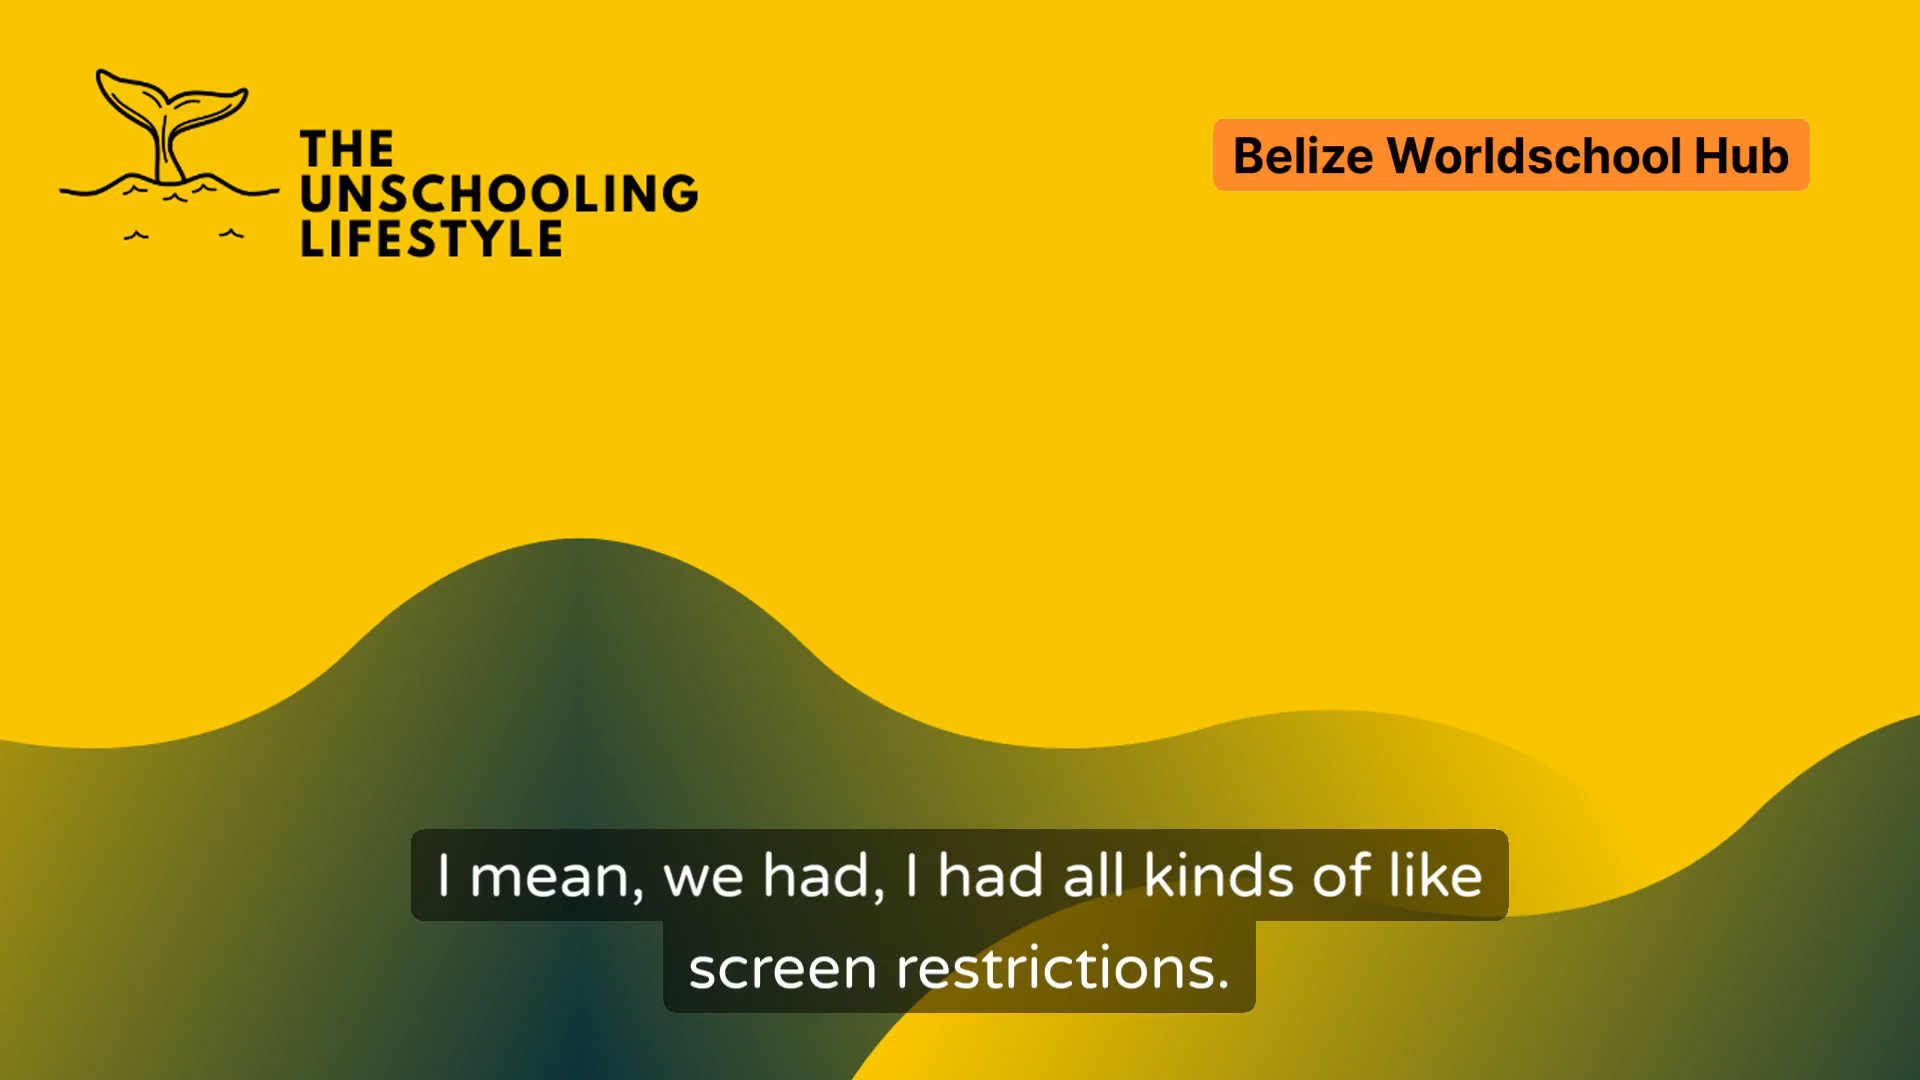 THE
UNSCHOOLING
LIFESTYLE
Belize Worldschool Hub
I mean, we had, I had all kinds of like
screen restrictions.